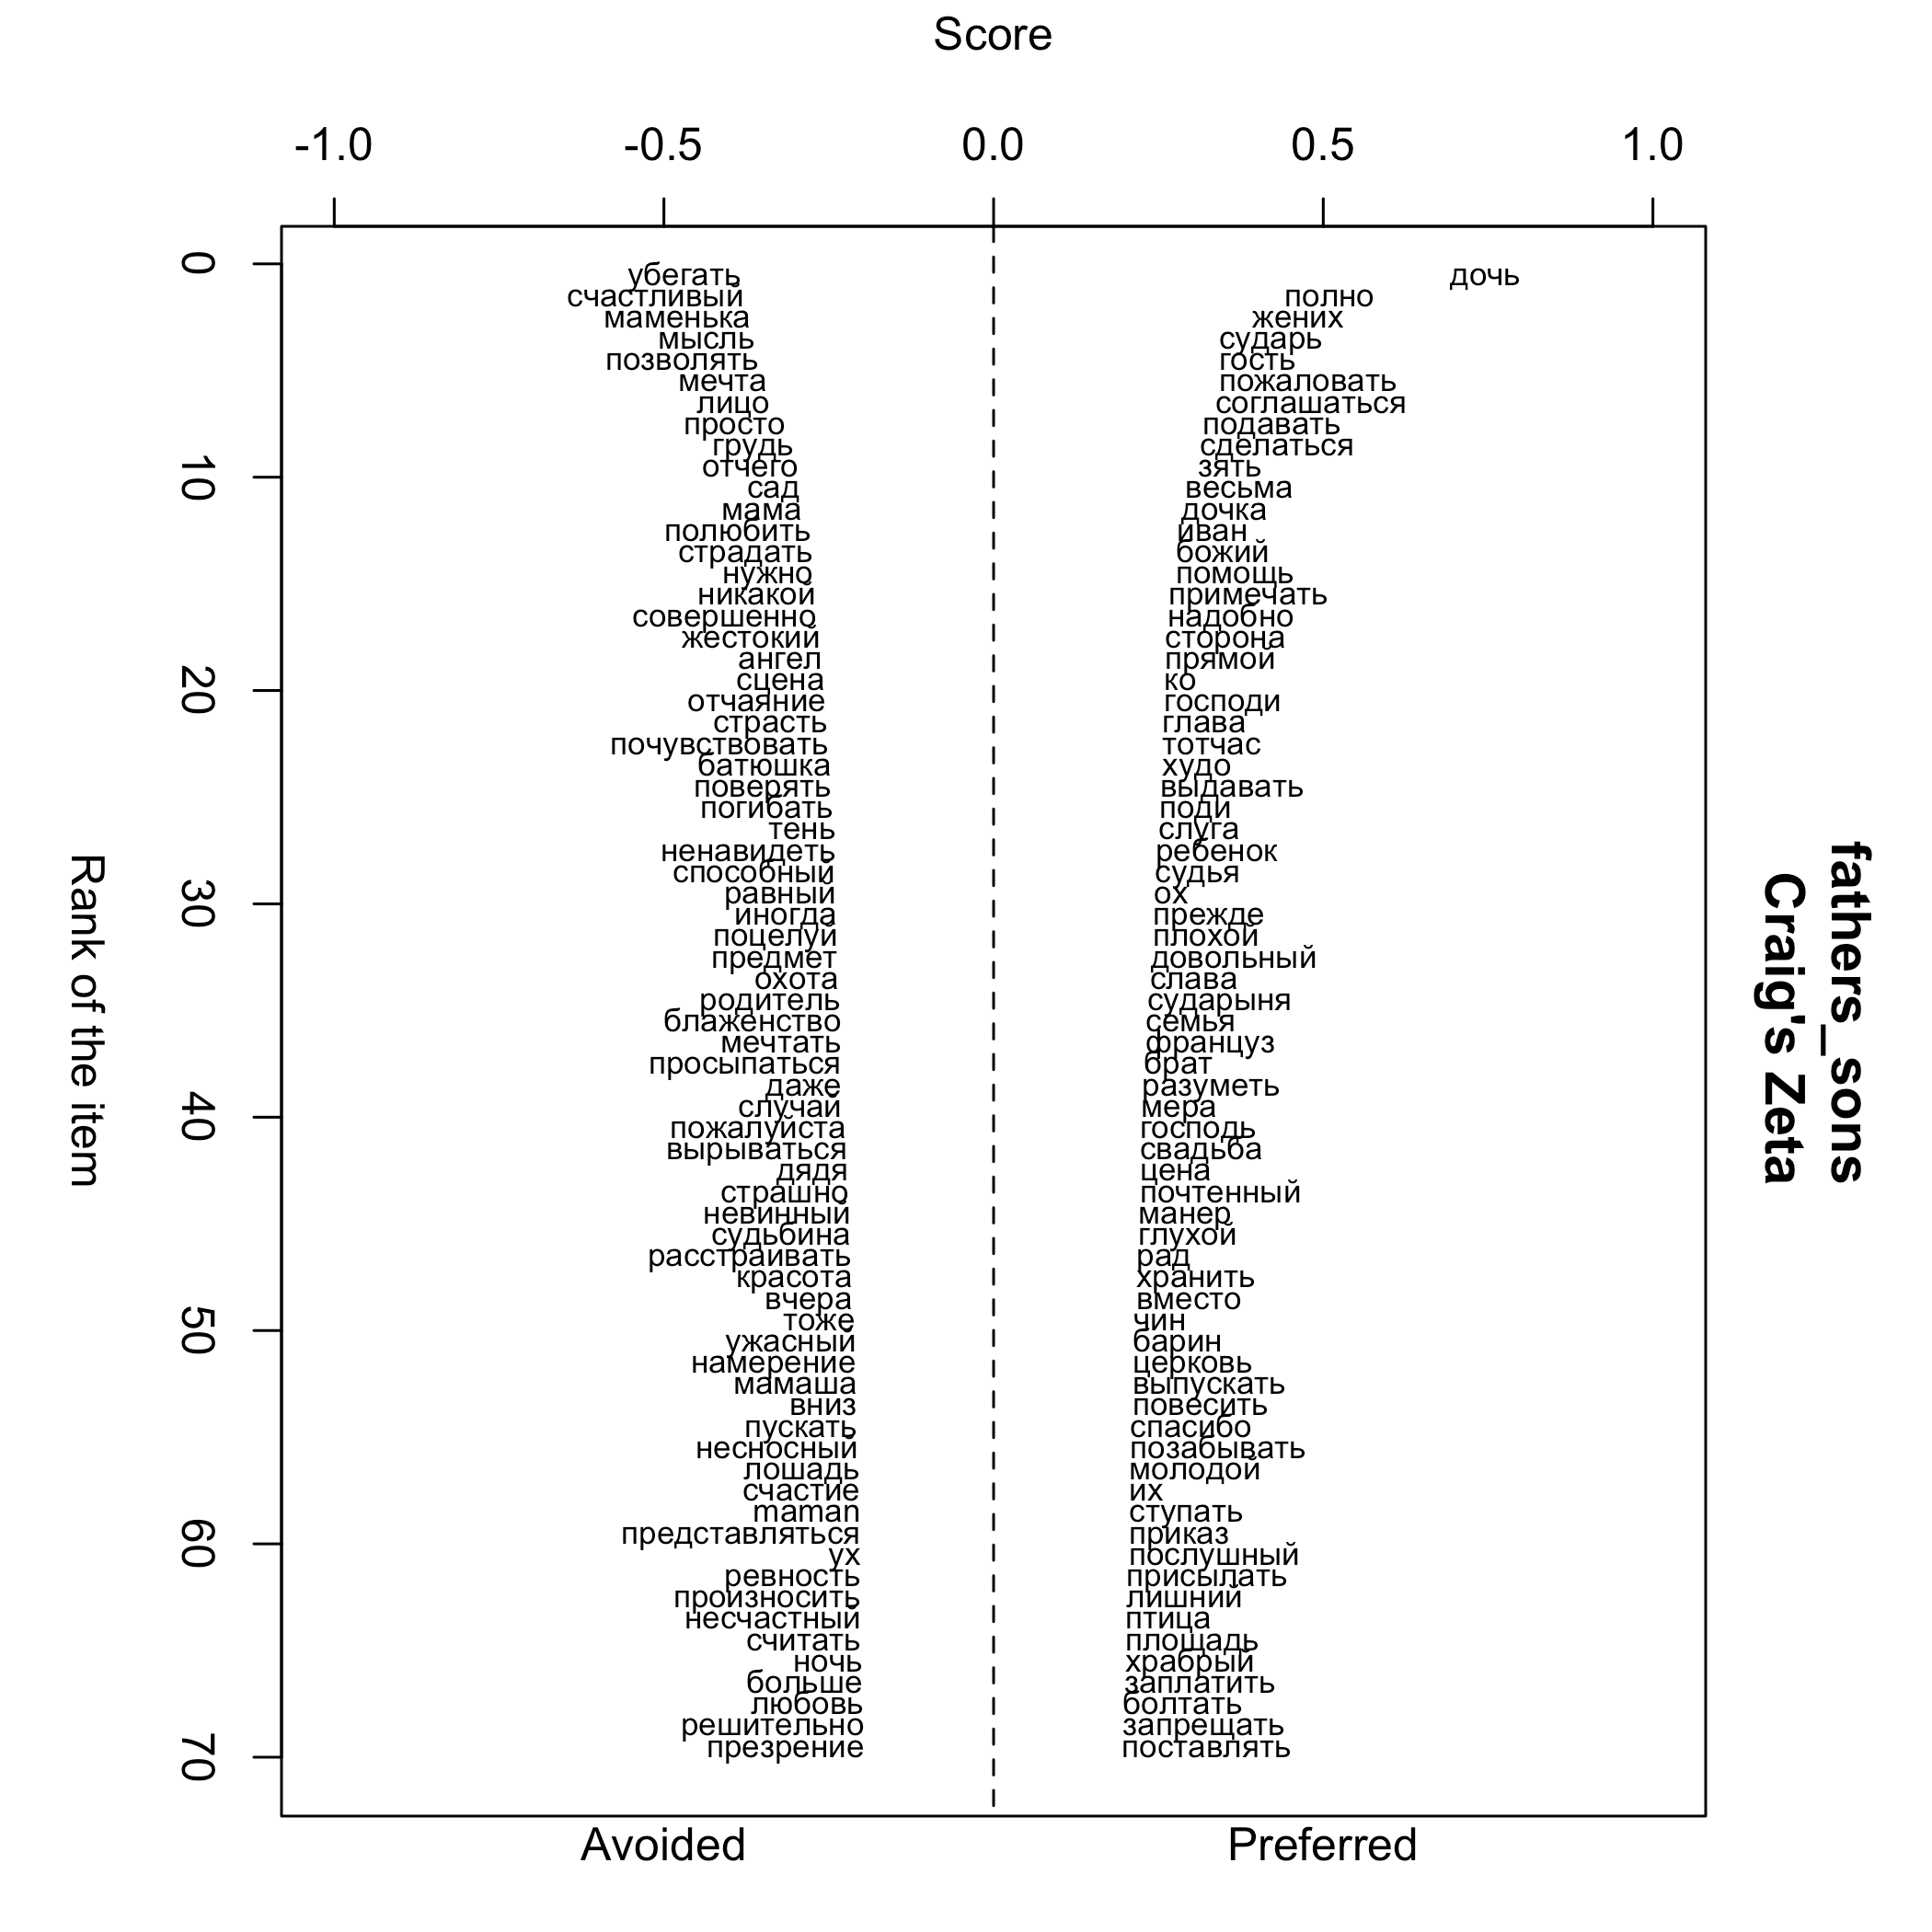 Score
-1.0 -0.5 0.0 0.5 1.0
fathers_sons
Craig's Zeta
Rank of the item
0
10
20
30
40
50
60
70
убегать
счастливый
маменька
мысль
позволять
мечта
лицо
просто
грудь
отчего
сад
мама
полюбить
страдать
нужно
никакой
совершенно
жестокий
ангел
сцена
отчаяние
страсть
почувствовать
батюшка
поверять
погибать
тень
ненавидеть
способный
равный
иногда
поцелуй
предмет
охота
родитель
блаженство
мечтать
просыпаться
даже
случай
пожалуйста
вырываться
дядя
страшно
невинный
судьбина
расстраивать
красота
вчера
тоже
ужасный
намерение
мамаша
вниз
пускать
несносный
лошадь
счастие
maman
представляться
ух
ревность
произносить
несчастный
считать
ночь
больше
любовь
решительно
презрение
дочь
полно
жених
сударь
гость
пожаловать
соглашаться
подавать
сделаться
зять
весьма
дочка
иван
божий
помощь
примечать
надобно
сторона
прямой
ко
господи
глава
тотчас
худо
выдавать
поди
слуга
ребенок
судья
ох
прежде
плохой
довольный
слава
сударыня
семья
француз
брат
разуметь
мера
господь
свадьба
цена
почтенный
манер
глухой
рад
хранить
вместо
чин
барин
церковь
выпускать
повесить
спасибо
позабывать
молодой
их
ступать
приказ
послушный
присылать
лишний
птица
площадь
храбрый
заплатить
болтать
запрещать
поставлять
Avoided
Preferred